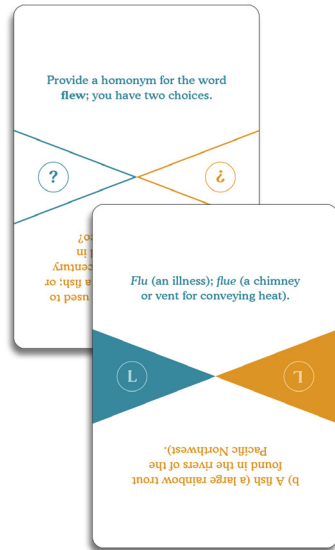 Provide a homonym for the word
flew; you have two choices.
?
?
used to
a fish; or
century
in
Flu (an illness); flue (a chimney
or vent for conveying heat).
L
L
b) A fish (a large rainbow trout
found in the rivers of the
Pacific Northwest).